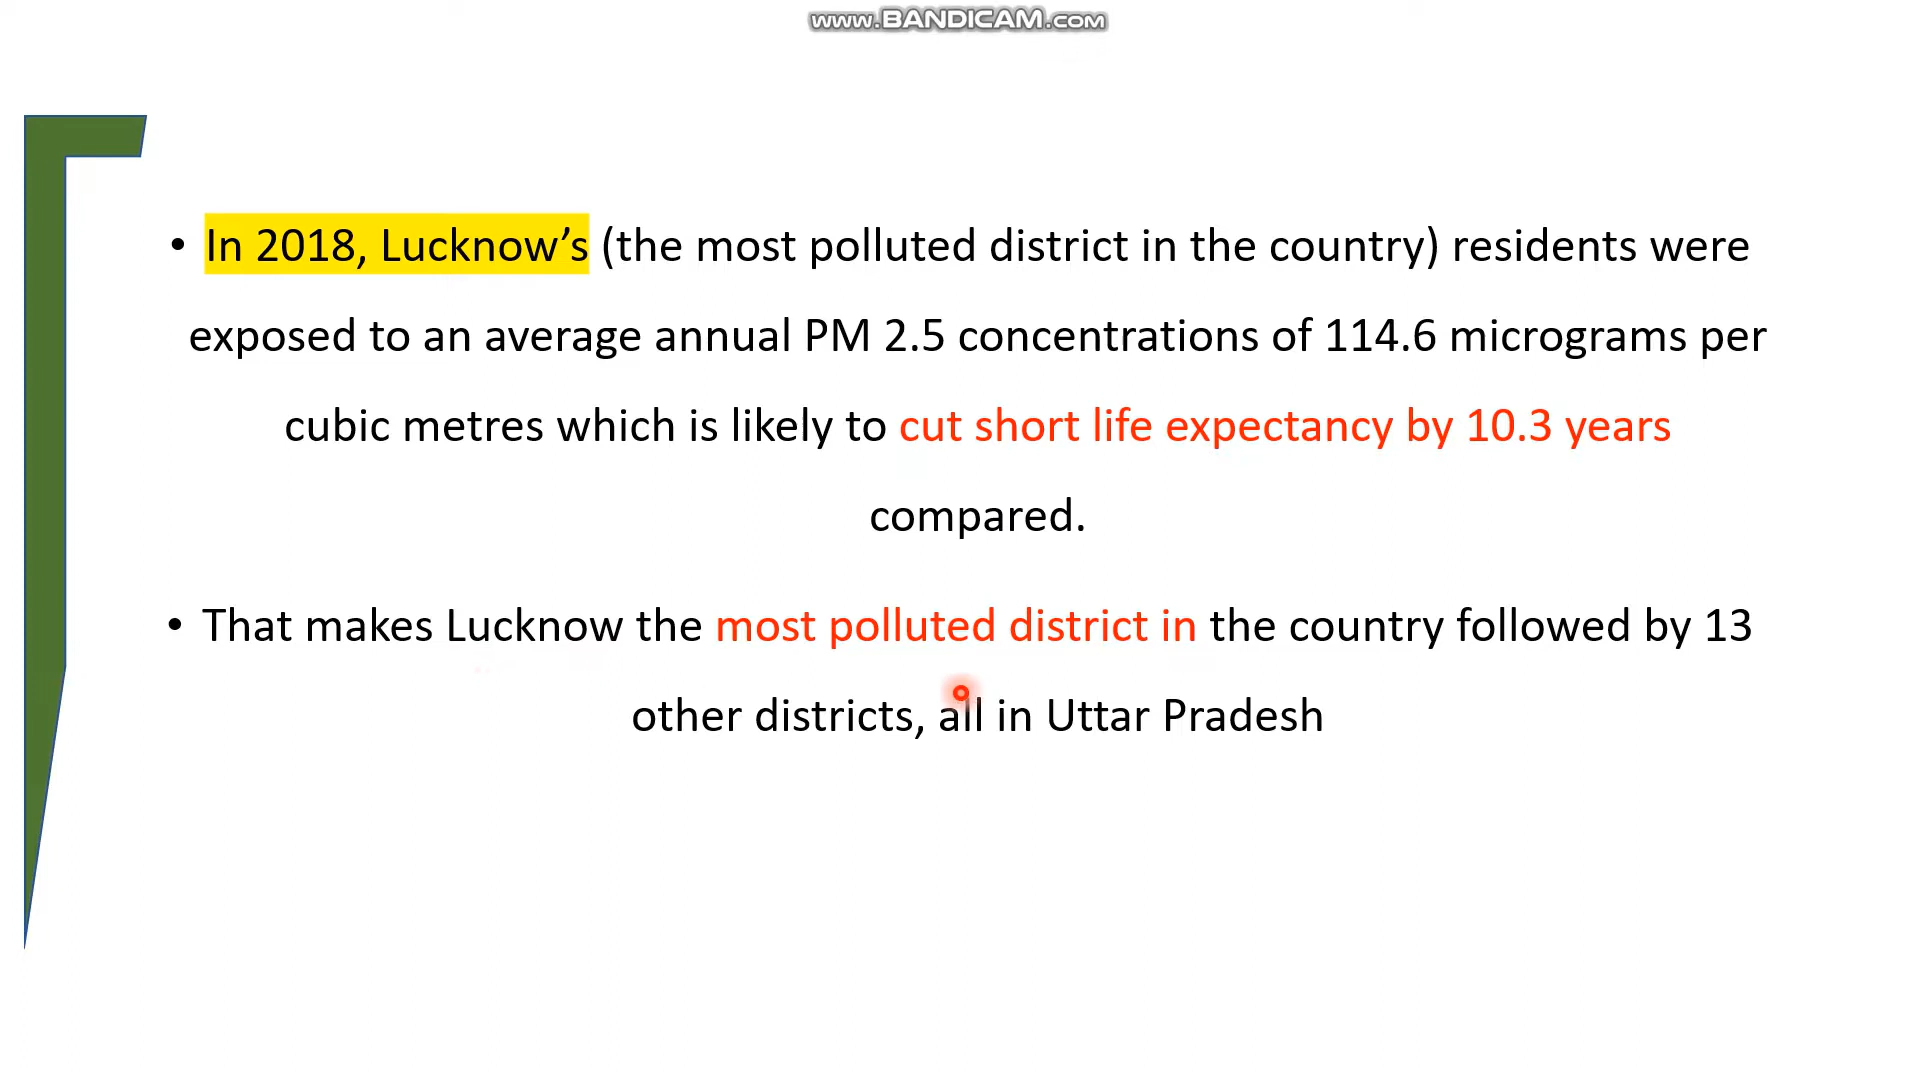 www.BANDICAM.com
• In 2018, Lucknow’s (the most polluted district in the country) residents were
exposed to an average annual PM 2.5 concentrations of 114.6 micrograms per
cubic metres which is likely to cut short life expectancy by 10.3 years
compared.
• That makes Lucknow the most polluted district in the country followed by 13
other districts, all in Uttar Pradesh